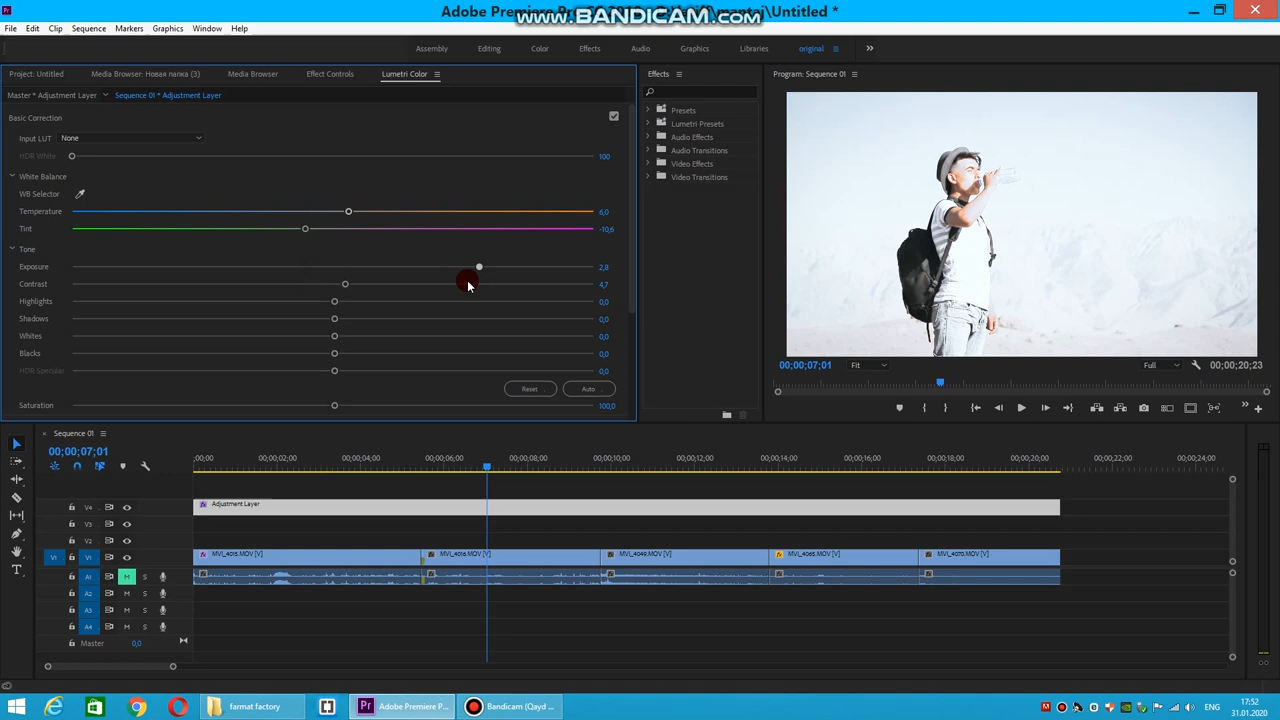 Adobe Premiere Pro CC
\Untitled *
www.BANDICAM.com
File Edit Clip Sequence Markers Graphics Window Help
Assembly Editing Color Effects Audio Graphics Libraries original
Project: Untitled Media Browser: Новая папка (3) Media Browser Effect Controls Lumetri Color Effects Program: Sequence 01
Master * Adjustment Layer Sequence 01 * Adjustment Layer
Basic Correction
Input LUT None
HDR White 100
White Balance
WB Selector
Temperature 6,0
Tint -10,6
Tone
Exposure 2,8
Contrast 4,7
Highlights 0,0
Shadows 0,0
Whites 0,0
Blacks 0,0
HDR Specular 0,0
Reset Auto
Saturation 100,0
Presets
Lumetri Presets
Audio Effects
Audio Transitions
Video Effects
Video Transitions
00;00;07;01 Fit Full 00;00;20;23
Sequence 01
00;00;07;01
;00;00 00;00;02;00 00;00;04;00 00;00;06;00 00;00;08;00 00;00;10;00 00;00;12;00 00;00;14;00 00;00;16;00 00;00;18;00 00;00;20;00 00;00;22;00 00;00;24;00
V4 Adjustment Layer
V3
V2
V1 V1 MVI_4015.MOV [V] MVI_4016.MOV [V] MVI_4049.MOV [V] MVI_4065.MOV [V] MVI_4070.MOV [V]
A1 M S
A2 M S
A3 M S
A4 M S
Master 0,0
S S
farmat factory Adobe Premiere P... Bandicam (Qayd ...
17:52
31.01.2020